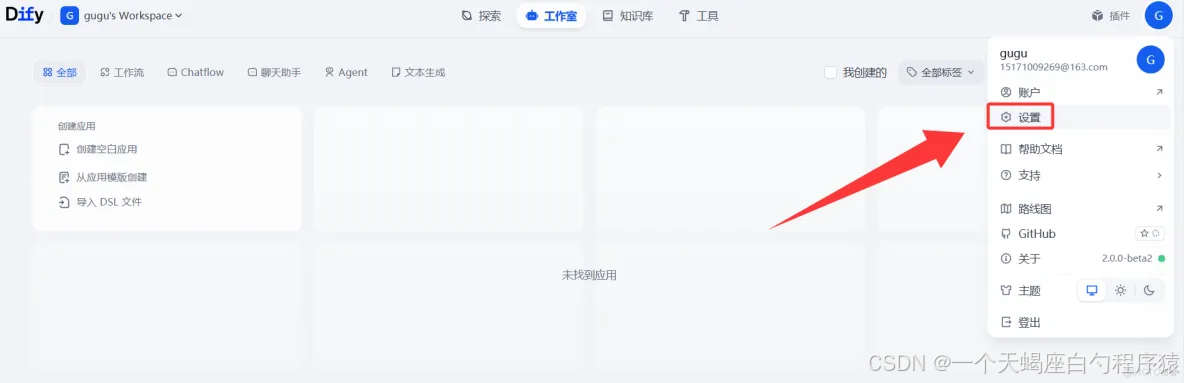 Dify G gugu's Workspace 探索 工作室 知识库 工具 插件 G
gugu
15171009269@163.com
G
全部 工作流 Chatflow 聊天助手 Agent 文本生成 我创建的 全部标签
账户
设置
创建应用
创建空白应用
从应用模版创建
导入 DSL 文件
帮助文档
支持
路线图
GitHub
关于 2.0.0-beta2
主题
登出
未找到应用
CSDN @一个天蝎座白勺程序猿